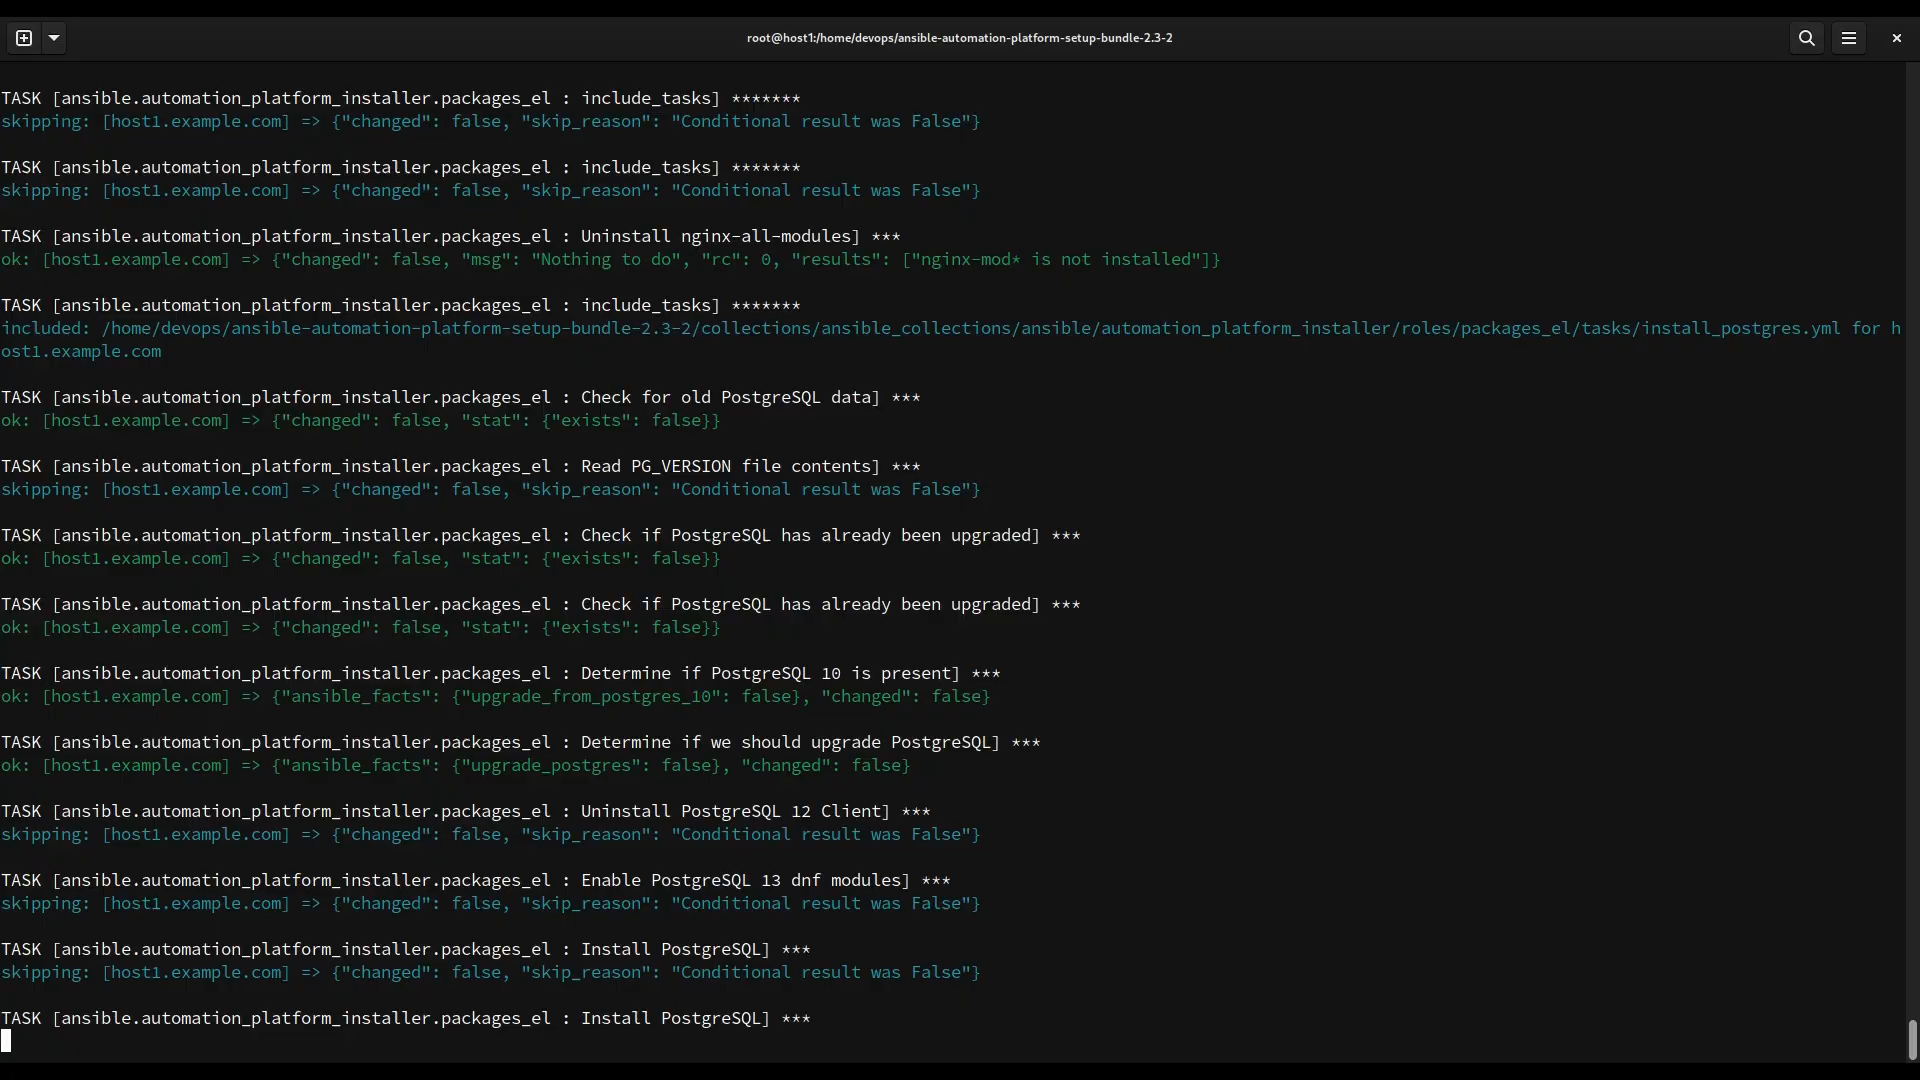 root@host1:/home/devops/ansible-automation-platform-setup-bundle-2.3-2
TASK [ansible.automation_platform_installer.packages_el : include_tasks] *******
skipping: [host1.example.com] => {"changed": false, "skip_reason": "Conditional result was False"}
TASK [ansible.automation_platform_installer.packages_el : include_tasks] *******
skipping: [host1.example.com] => {"changed": false, "skip_reason": "Conditional result was False"}
TASK [ansible.automation_platform_installer.packages_el : Uninstall nginx-all-modules] ***
ok: [host1.example.com] => {"changed": false, "msg": "Nothing to do", "rc": 0, "results": ["nginx-mod* is not installed"]}
TASK [ansible.automation_platform_installer.packages_el : include_tasks] *******
included: /home/devops/ansible-automation-platform-setup-bundle-2.3-2/collections/ansible_collections/ansible/automation_platform_installer/roles/packages_el/tasks/install_postgres.yml for h
ost1.example.com
TASK [ansible.automation_platform_installer.packages_el : Check for old PostgreSQL data] ***
ok: [host1.example.com] => {"changed": false, "stat": {"exists": false}}
TASK [ansible.automation_platform_installer.packages_el : Read PG_VERSION file contents] ***
skipping: [host1.example.com] => {"changed": false, "skip_reason": "Conditional result was False"}
TASK [ansible.automation_platform_installer.packages_el : Check if PostgreSQL has already been upgraded] ***
ok: [host1.example.com] => {"changed": false, "stat": {"exists": false}}
TASK [ansible.automation_platform_installer.packages_el : Check if PostgreSQL has already been upgraded] ***
ok: [host1.example.com] => {"changed": false, "stat": {"exists": false}}
TASK [ansible.automation_platform_installer.packages_el : Determine if PostgreSQL 10 is present] ***
ok: [host1.example.com] => {"ansible_facts": {"upgrade_from_postgres_10": false}, "changed": false}
TASK [ansible.automation_platform_installer.packages_el : Determine if we should upgrade PostgreSQL] ***
ok: [host1.example.com] => {"ansible_facts": {"upgrade_postgres": false}, "changed": false}
TASK [ansible.automation_platform_installer.packages_el : Uninstall PostgreSQL 12 Client] ***
skipping: [host1.example.com] => {"changed": false, "skip_reason": "Conditional result was False"}
TASK [ansible.automation_platform_installer.packages_el : Enable PostgreSQL 13 dnf modules] ***
skipping: [host1.example.com] => {"changed": false, "skip_reason": "Conditional result was False"}
TASK [ansible.automation_platform_installer.packages_el : Install PostgreSQL] ***
skipping: [host1.example.com] => {"changed": false, "skip_reason": "Conditional result was False"}
TASK [ansible.automation_platform_installer.packages_el : Install PostgreSQL] ***